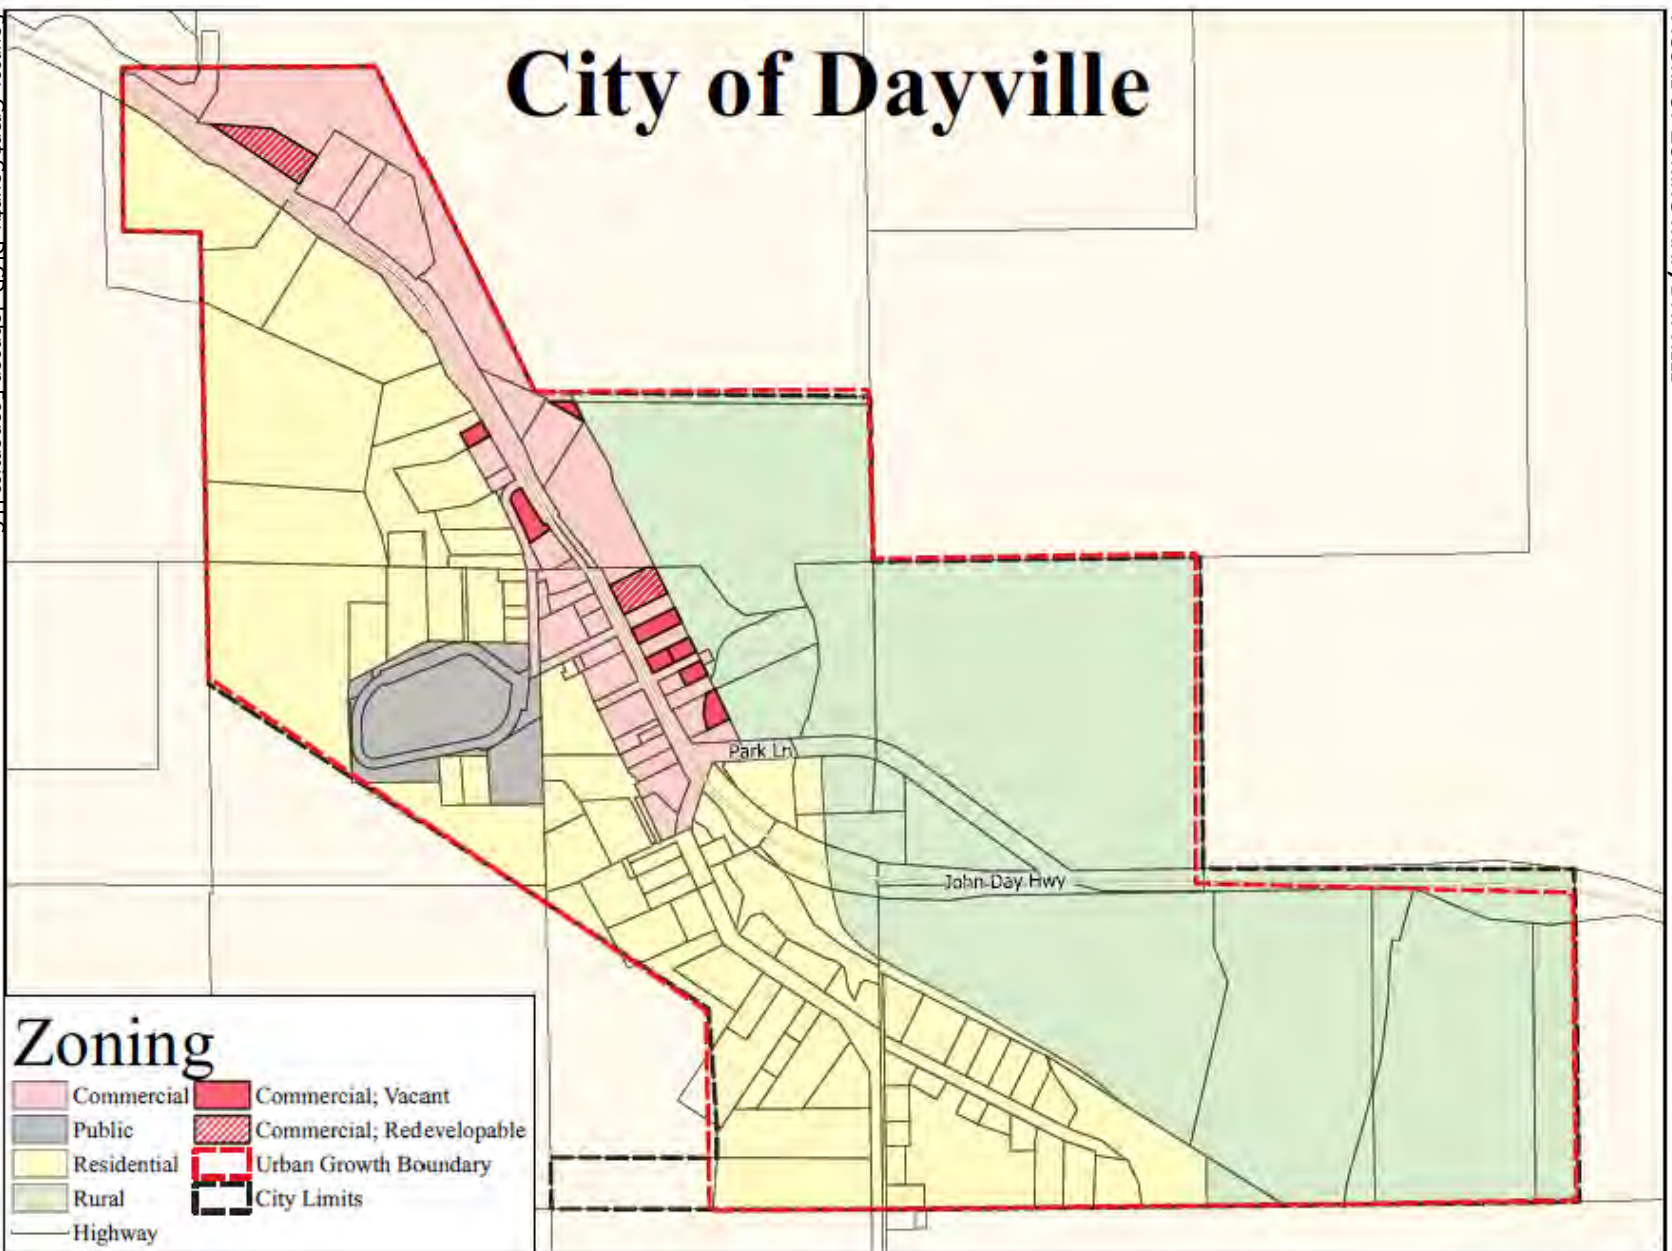 City of Dayville
Park Ln
John Day Hwy
Zoning
Commercial
Commercial; Vacant
Public
Commercial; Redevelopable
Residential
Urban Growth Boundary
Rural
City Limits
Highway